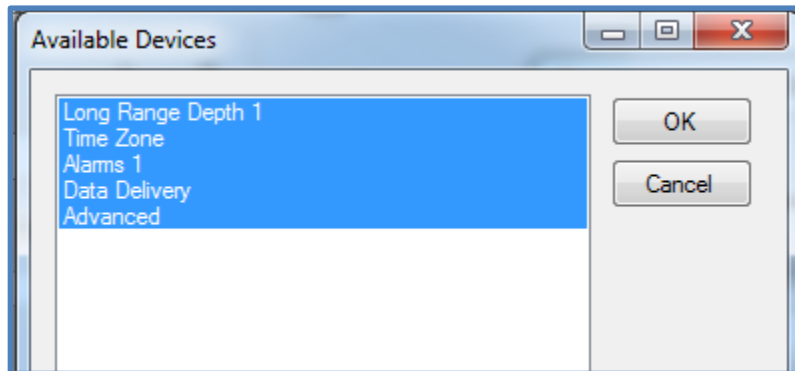 Available Devices
Long Range Depth 1
Time Zone
Alarms 1
Data Delivery
Advanced
OK
Cancel